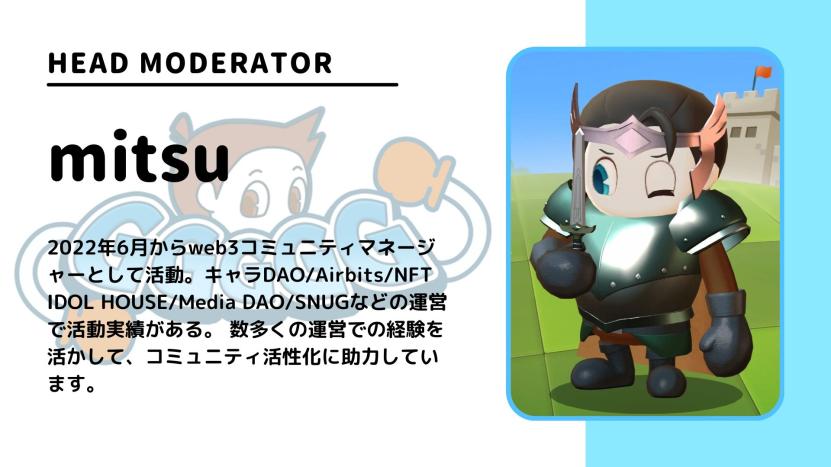 HEAD MODERATOR
mitsu
2022年6月からweb3コミュニティマネージ
ャーとして活動。キャラDAO/Airbits/NFT
IDOL HOUSE/Media DAO/SNUGなどの運営
で活動実績がある。 数多くの運営での経験を
活かして、コミュニティ活性化に助力してい
ます。